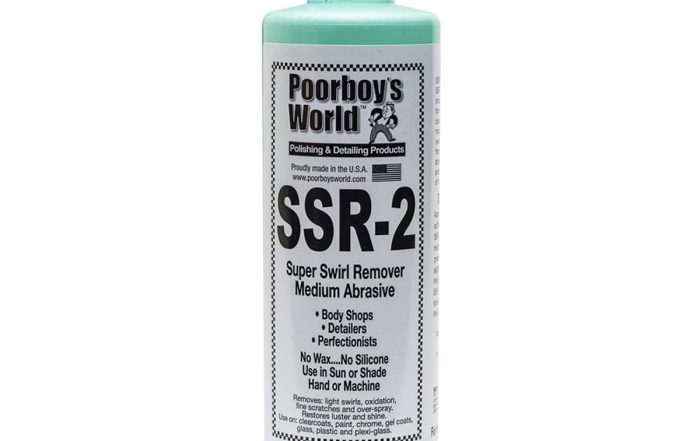 Poorboy's
World™
Polishing & Detailing Products
Proudly made in the U.S.A.
www.poorboysworld.com
SSR-2
Super Swirl Remover
Medium Abrasive
• Body Shops
• Detailers
• Perfectionists
No Wax....No Silicone
Use in Sun or Shade
Hand or Machine
Removes: light swirls, oxidation,
fine scratches and over-spray.
Restores luster and shine.
Use on: clearcoats, paint, chrome, gel coats,
glass, plastic and plexi-glass.